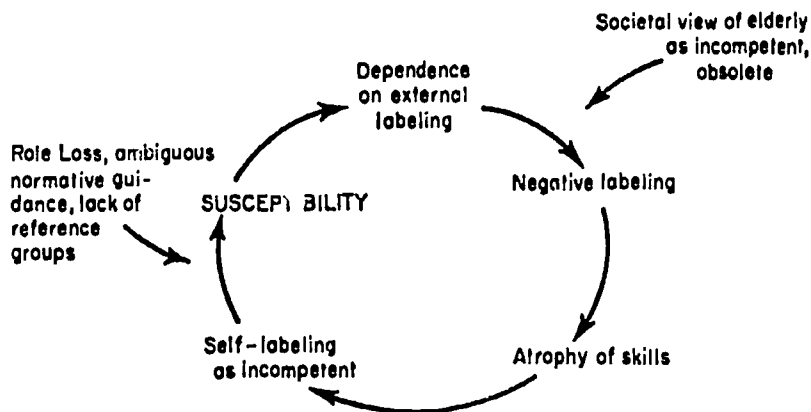 Societal view of elderly
as incompetent,
obsolete
Dependence
on external
labeling
Role Loss, ambiguous
normative gui-
dance, lack of
reference
groups
SUSCEPTIBILITY
Negative labeling
Self-labeling
as incompetent
Atrophy of skills